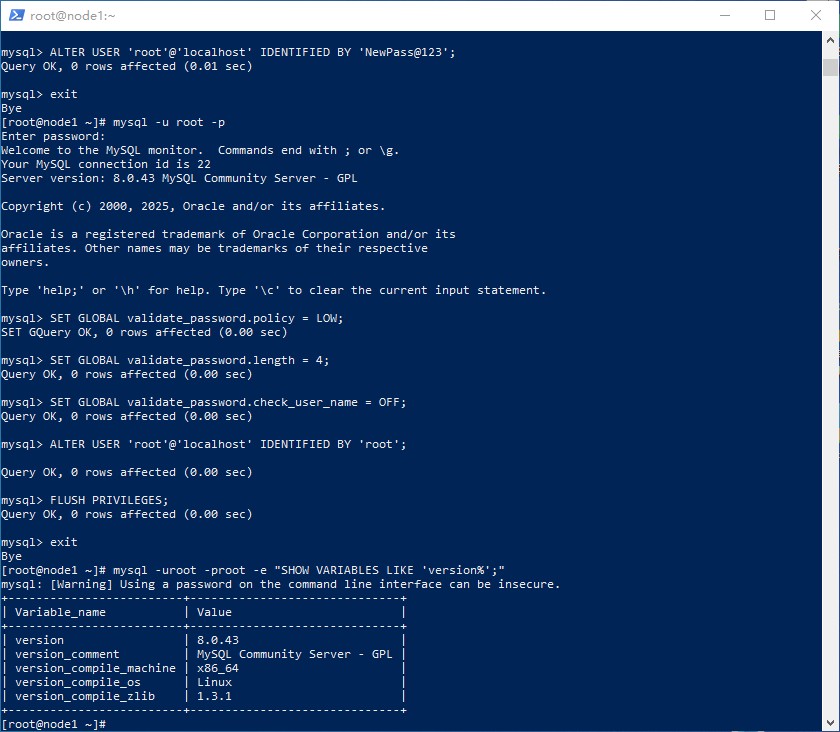 root@node1:~
mysql> ALTER USER 'root'@'localhost' IDENTIFIED BY 'NewPass@123';
Query OK, 0 rows affected (0.01 sec)
mysql> exit
Bye
[root@node1 ~]# mysql -u root -p
Enter password:
Welcome to the MySQL monitor.  Commands end with ; or \g.
Your MySQL connection id is 22
Server version: 8.0.43 MySQL Community Server - GPL
Copyright (c) 2000, 2025, Oracle and/or its affiliates.
Oracle is a registered trademark of Oracle Corporation and/or its
affiliates. Other names may be trademarks of their respective
owners.
Type 'help;' or '\h' for help. Type '\c' to clear the current input statement.
mysql> SET GLOBAL validate_password.policy = LOW;
SET GQuery OK, 0 rows affected (0.00 sec)
mysql> SET GLOBAL validate_password.length = 4;
Query OK, 0 rows affected (0.00 sec)
mysql> SET GLOBAL validate_password.check_user_name = OFF;
Query OK, 0 rows affected (0.00 sec)
mysql> ALTER USER 'root'@'localhost' IDENTIFIED BY 'root';
Query OK, 0 rows affected (0.00 sec)
mysql> FLUSH PRIVILEGES;
Query OK, 0 rows affected (0.00 sec)
mysql> exit
Bye
[root@node1 ~]# mysql -uroot -proot -e "SHOW VARIABLES LIKE 'version%';"
mysql: [Warning] Using a password on the command line interface can be insecure.
+-------------------------+------------------------------+
| Variable_name           | Value                        |
+-------------------------+------------------------------+
| version                 | 8.0.43                       |
| version_comment         | MySQL Community Server - GPL |
| version_compile_machine | x86_64                       |
| version_compile_os      | Linux                        |
| version_compile_zlib    | 1.3.1                        |
+-------------------------+------------------------------+
[root@node1 ~]#